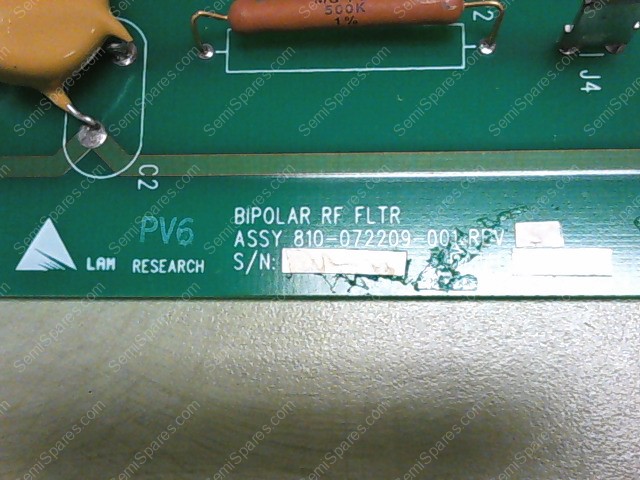 500K
1%
2
J4
C2
PV6
BIPOLAR RF FLTR
ASSY 810-072209-001 REV
S/N:
LAM RESEARCH
SemiSpares.com